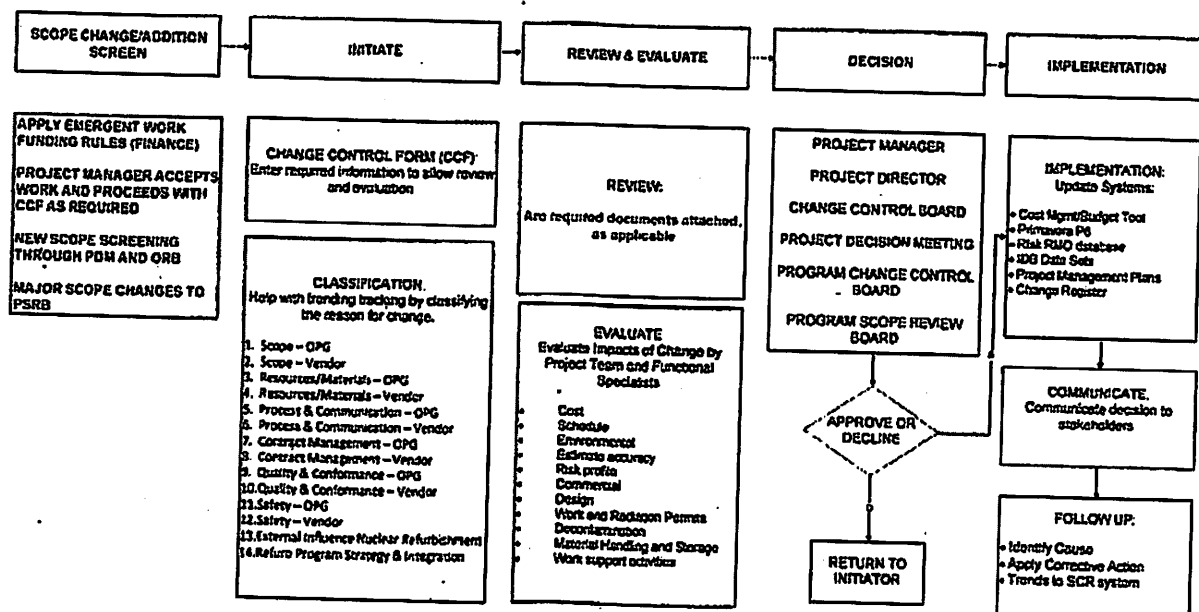 SCOPE CHANGE/ADDITION
SCREEN
INITIATE
REVIEW & EVALUATE
DECISION
IMPLEMENTATION
APPLY EMERGENT WORK
FUNDING RULES (FINANCE)
PROJECT MANAGER ACCEPTS
WORK AND PROCEEDS WITH
CCF AS REQUIRED
NEW SCOPE SCREENING
THROUGH PDM AND ORB
MAJOR SCOPE CHANGES TO
PSRB
CHANGE CONTROL FORM (CCF)
Enter required information to allow review
and evaluation
CLASSIFICATION.
Help with trending tracking by classifying
the reason for change.
1. Scope – OPG
2. Scope – Vendor
3. Resources/Materials – OPG
4. Resources/Materials – Vendor
5. Process & Communication – OPG
6. Process & Communication – Vendor
7. Contract Management – OPG
8. Contract Management – Vendor
9. Quality & Conformance – OPG
10. Quality & Conformance – Vendor
11. Safety – OPG
12. Safety – Vendor
13. External Influence Nuclear Refurbishment
14. Refurb Program Strategy & Integration
REVIEW:
Are required documents attached,
as applicable
EVALUATE
Evaluate Impacts of Change by
Project Team and Functional
Specialists
• Cost
• Schedule
• Environmental
• Estimate accuracy
• Risk profile
• Commercial
• Design
• Work and Radiation Permits
• Decontamination
• Material Handling and Storage
• Work support activities
PROJECT MANAGER
PROJECT DIRECTOR
CHANGE CONTROL BOARD
PROJECT DECISION MEETING
PROGRAM CHANGE CONTROL
BOARD
PROGRAM SCOPE REVIEW
BOARD
APPROVE OR
DECLINE
RETURN TO
INITIATOR
IMPLEMENTATION:
Update Systems:
• Cost Mgmt/Budget Tool
• Primavera P6
• Risk RMO database
• IDB Data Sets
• Project Management Plans
• Change Register
COMMUNICATE.
Communicate decision to
stakeholders
FOLLOW UP:
• Identify Cause
• Apply Corrective Action
• Trends to SCR system